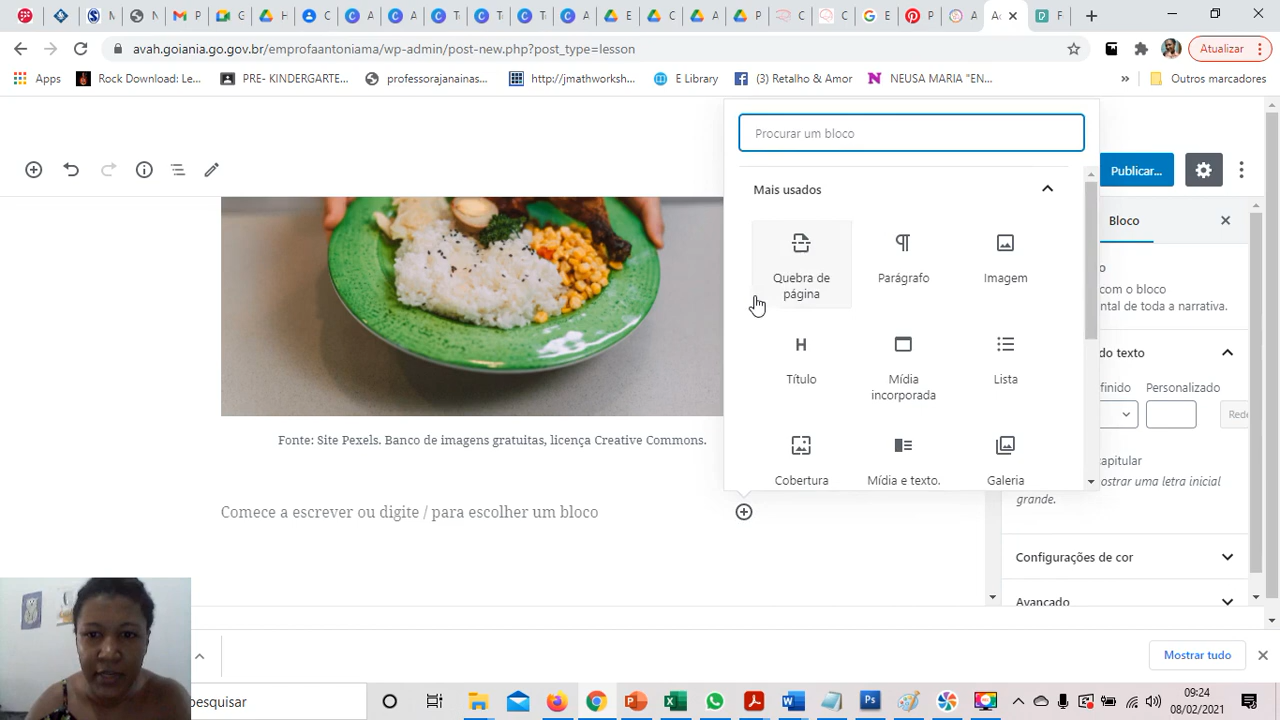 M
N
M
G
H
C
A
C
A
C
T
C
T
C
A
E
C
A
P
C
C
E
P
A
A
F
avah.goiania.go.gov.br/emprofaantoniama/wp-admin/post-new.php?post_type=lesson
Atualizar
Apps
Rock Download: Le...
PRE- KINDERGARTE...
professorajanainas...
http://jmathworksh...
E Library
(3) Retalho & Amor
NEUSA MARIA "EN...
»
Outros marcadores
Procurar um bloco
Publicar...
Mais usados
Bloco
Quebra de página
Parágrafo
Imagem
o
com o bloco
ental de toda a narrativa.
Título
Mídia incorporada
Lista
do texto
finido
Personalizado
Rede
Cobertura
Mídia e texto.
Galeria
Fonte: Site Pexels. Banco de imagens gratuitas, licença Creative Commons.
apitular
ostrar uma letra inicial
grande.
Comece a escrever ou digite / para escolher um bloco
Configurações de cor
Avançado
Mostrar tudo
pesquisar
09:24
08/02/2021